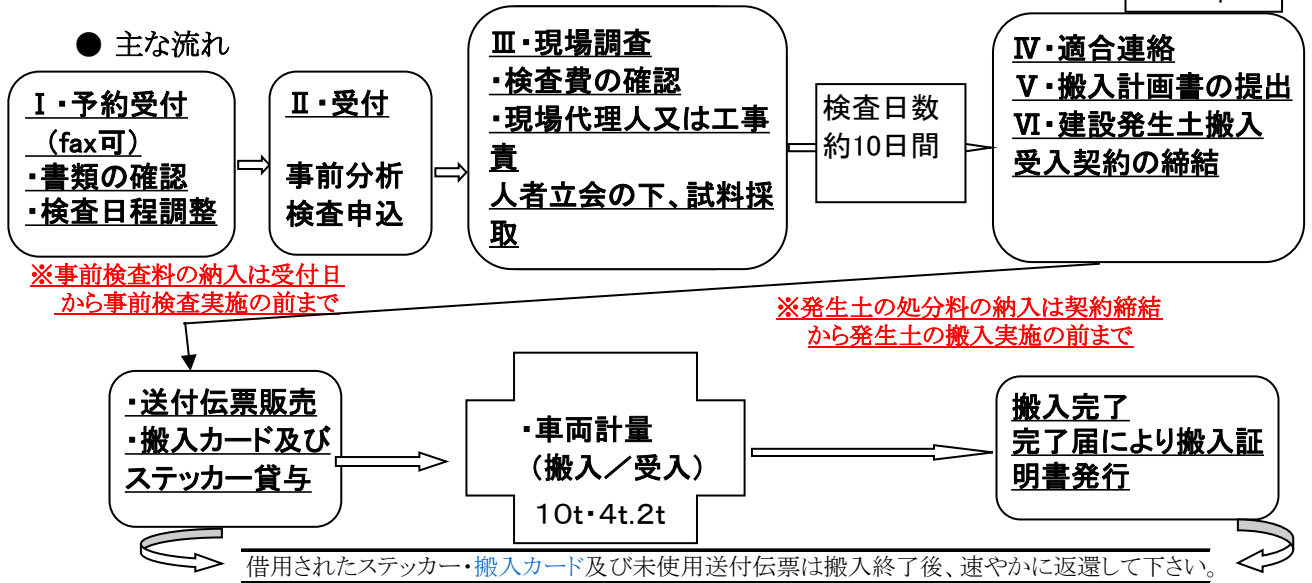 ● 主な流れ
Ⅰ・予約受付
(fax可)
・書類の確認
・検査日程調整
Ⅱ・受付
事前分析
検査申込
Ⅲ・現場調査
・検査費の確認
・現場代理人又は工事
責
人者立会の下、試料採
取
検査日数
約10日間
Ⅳ・適合連絡
Ⅴ・搬入計画書の提出
Ⅵ・建設発生土搬入
受入契約の締結
※事前検査料の納入は受付日
から事前検査実施の前まで
※発生土の処分料の納入は契約締結
から発生土の搬入実施の前まで
・送付伝票販売
・搬入カード及び
ステッカー貸与
・車両計量
(搬入／受入)
10t・4t.2t
搬入完了
完了届により搬入証
明書発行
借用されたステッカー・搬入カード及び未使用送付伝票は搬入終了後、速やかに返還して下さい。